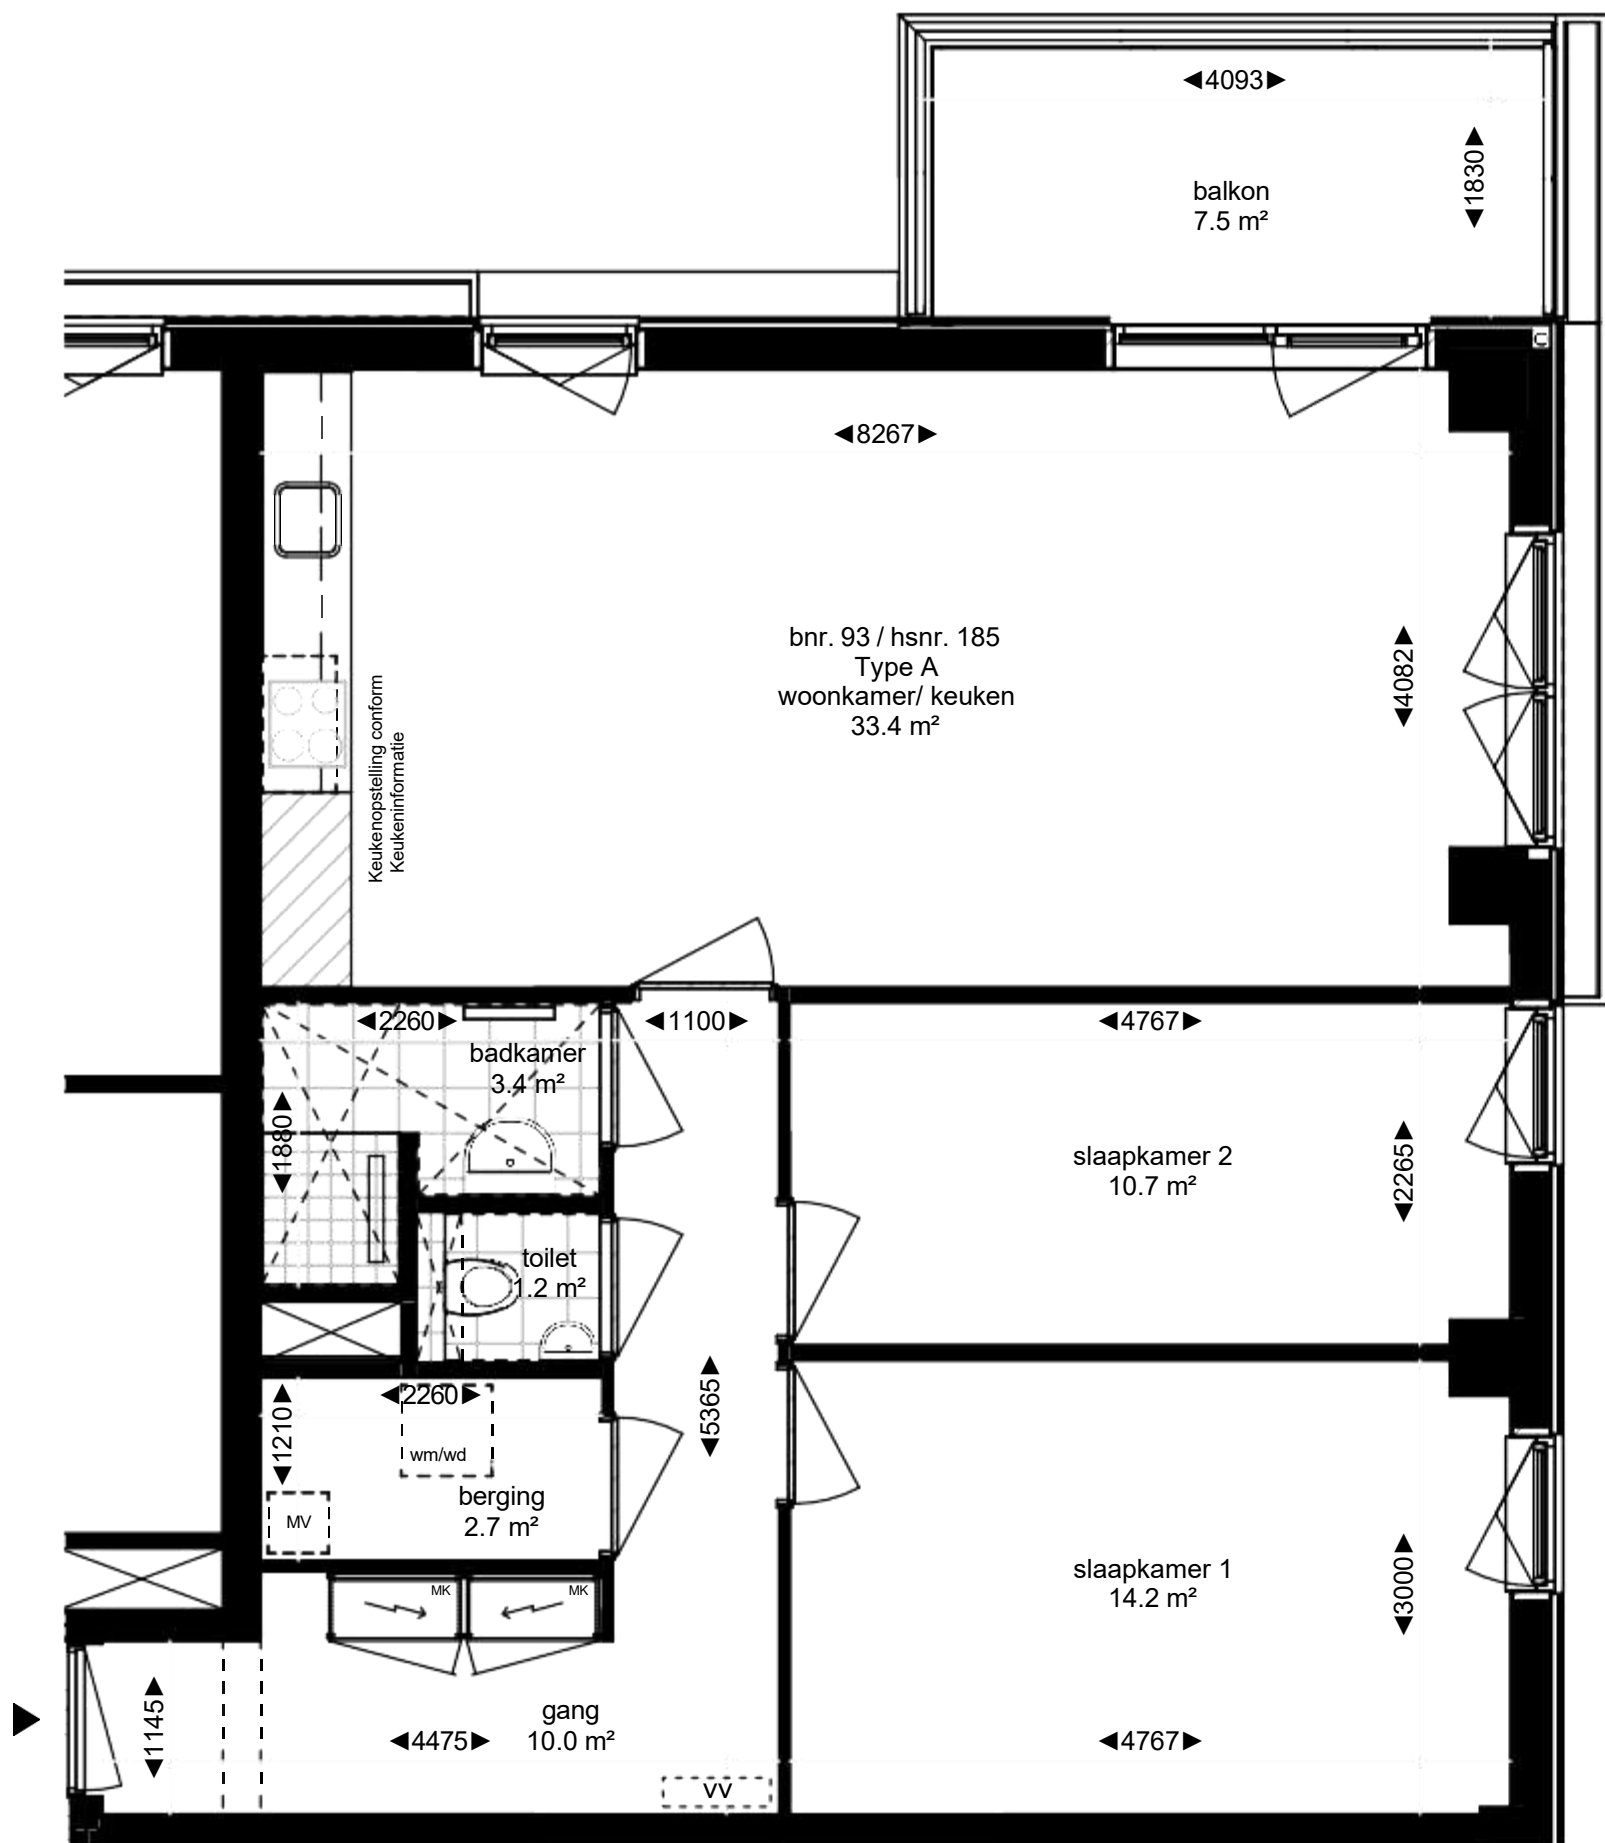 4093
1830
balkon
7.5 m²
8267
bnr. 93 / hsnr. 185
Type A
woonkamer/ keuken
33.4 m²
4082
Keukenopstelling conform
Keukeninformatie
2260
1100
4767
badkamer
3.4 m²
1880
slaapkamer 2
10.7 m²
2265
toilet
1.2 m²
2260
1210
5365
wm/wd
berging
2.7 m²
MV
MK
MK
slaapkamer 1
14.2 m²
3000
1145
4475
gang
10.0 m²
4767
VV